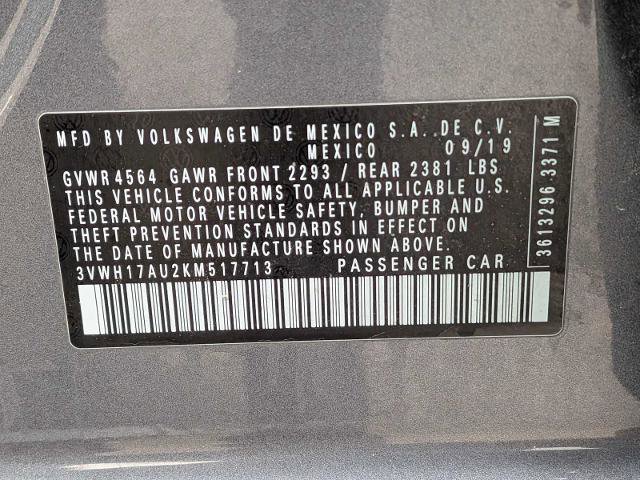 MFD BY VOLKSWAGEN DE MEXICO S.A. DE C.V.
MEXICO 09/19
GVWR 4564 GAWR FRONT 2293 / REAR 2381 LBS
THIS VEHICLE CONFORMS TO ALL APPLICABLE U.S.
FEDERAL MOTOR VEHICLE SAFETY, BUMPER AND
THEFT PREVENTION STANDARDS IN EFFECT ON
THE DATE OF MANUFACTURE SHOWN ABOVE.
3VWH17AU2KM517713 PASSENGER CAR
3613296.3371M